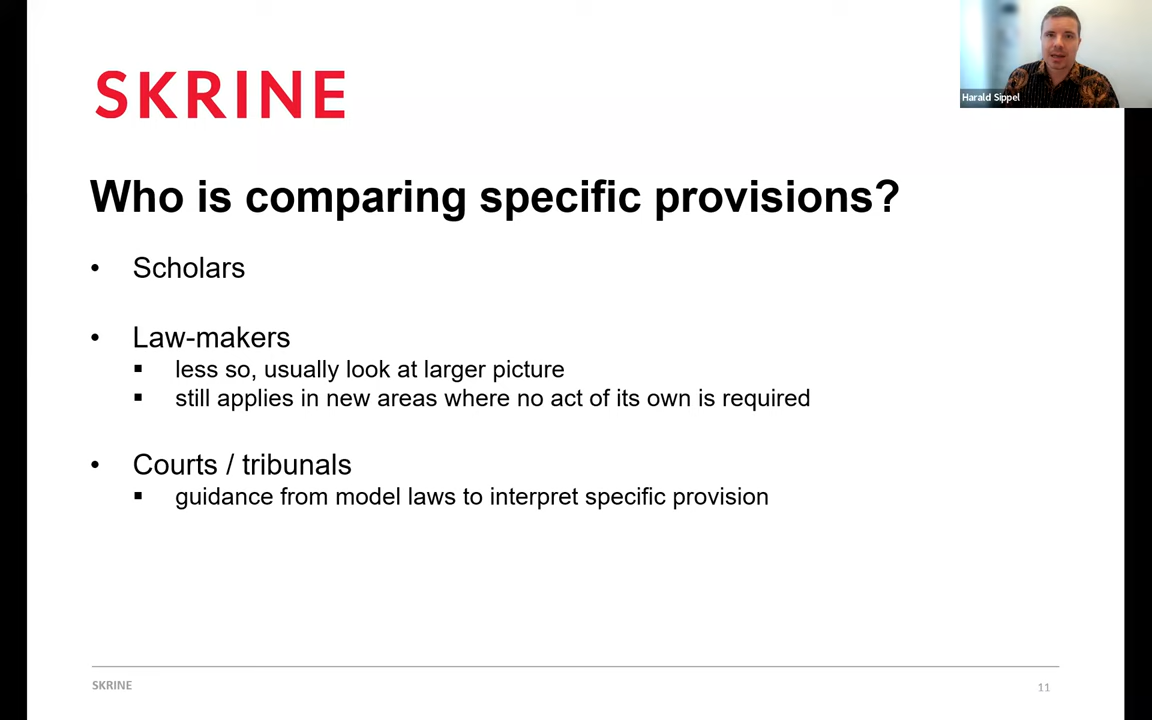 SKRINE
Harald Sippel
Who is comparing specific provisions?
• Scholars
• Law-makers
▪ less so, usually look at larger picture
▪ still applies in new areas where no act of its own is required
• Courts / tribunals
▪ guidance from model laws to interpret specific provision
SKRINE
11